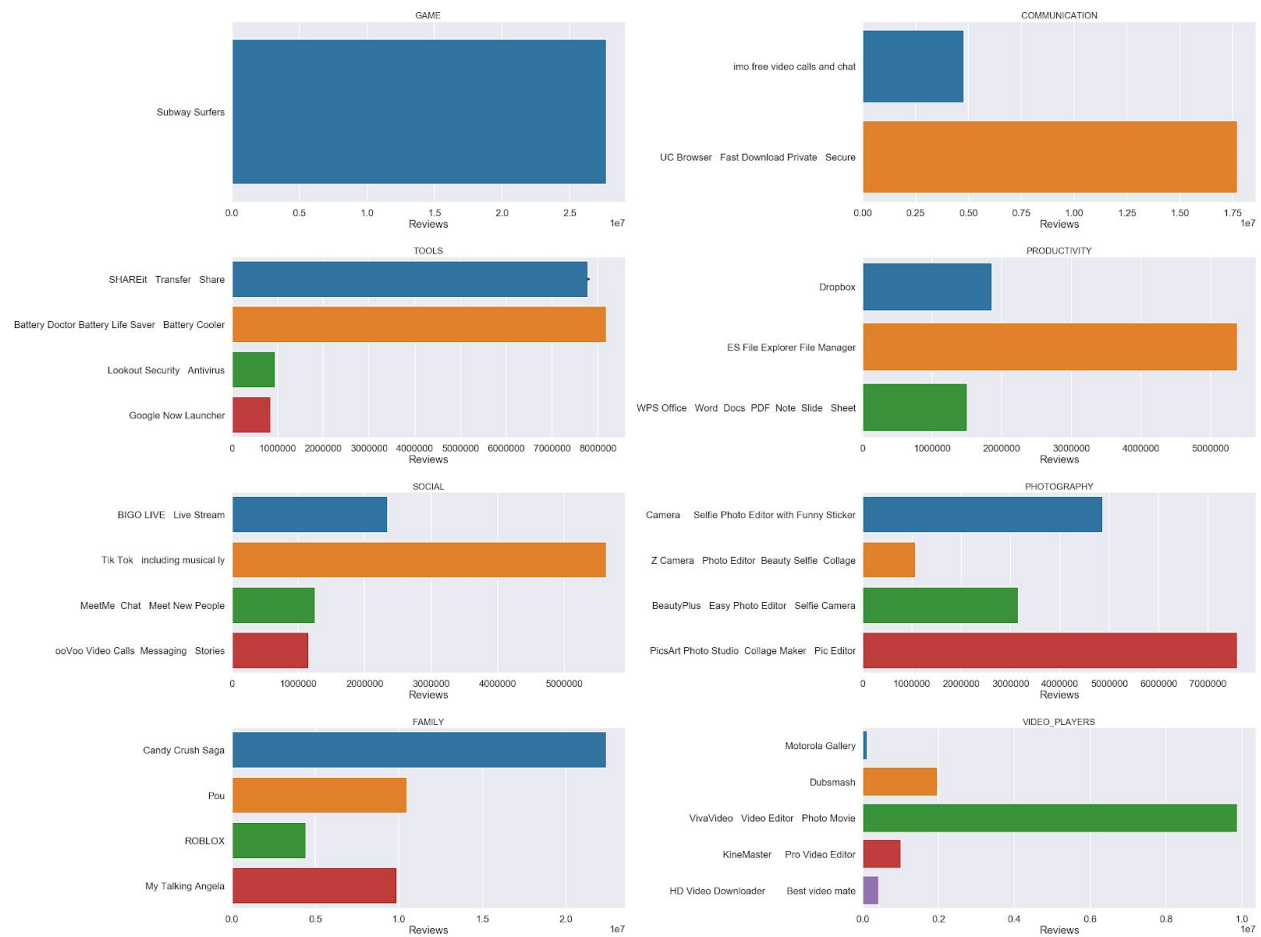 GAME
Subway Surfers
0.0 0.5 1.0 1.5 2.0 2.5
1e7
Reviews
COMMUNICATION
imo free video calls and chat
UC Browser Fast Download Private Secure
0.00 0.25 0.50 0.75 1.00 1.25 1.50 1.75
1e7
Reviews
TOOLS
SHAREit Transfer Share
Battery Doctor Battery Life Saver Battery Cooler
Lookout Security Antivirus
Google Now Launcher
0 1000000 2000000 3000000 4000000 5000000 6000000 7000000 8000000
Reviews
PRODUCTIVITY
Dropbox
ES File Explorer File Manager
WPS Office Word Docs PDF Note Slide Sheet
0 1000000 2000000 3000000 4000000 5000000
Reviews
SOCIAL
BIGO LIVE Live Stream
Tik Tok including musical ly
MeetMe Chat Meet New People
ooVoo Video Calls Messaging Stories
0 1000000 2000000 3000000 4000000 5000000
Reviews
PHOTOGRAPHY
Camera Selfie Photo Editor with Funny Sticker
Z Camera Photo Editor Beauty Selfie Collage
BeautyPlus Easy Photo Editor Selfie Camera
PicsArt Photo Studio Collage Maker Pic Editor
0 1000000 2000000 3000000 4000000 5000000 6000000 7000000
Reviews
FAMILY
Candy Crush Saga
Pou
ROBLOX
My Talking Angela
0.0 0.5 1.0 1.5 2.0
1e7
Reviews
VIDEO_PLAYERS
Motorola Gallery
Dubsmash
VivaVideo Video Editor Photo Movie
KineMaster Pro Video Editor
HD Video Downloader Best video mate
0.0 0.2 0.4 0.6 0.8 1.0
1e7
Reviews